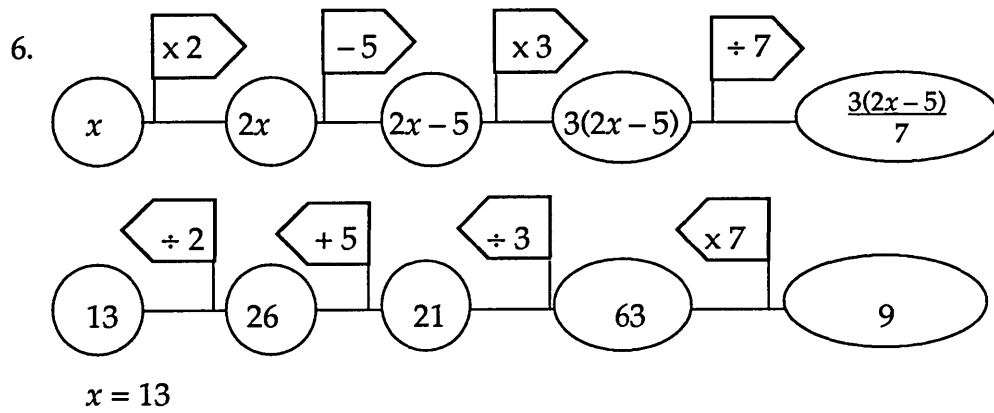 6.
x 2 – 5 x 3 ÷ 7
x 2x 2x – 5 3(2x – 5) 3(2x – 5)
7
÷ 2 + 5 ÷ 3 x 7
13 26 21 63 9
x = 13